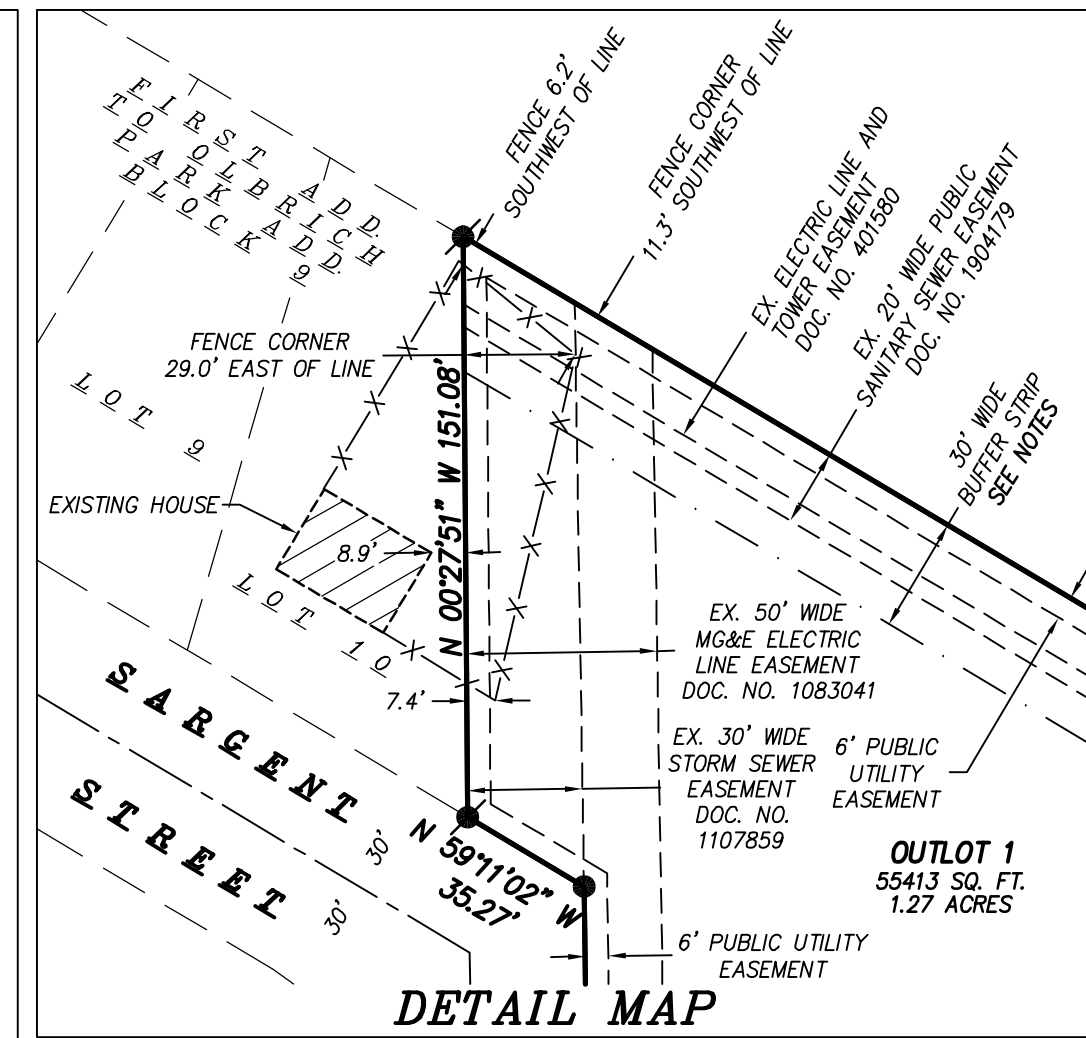 FIRST ADD.
TO OLBRICH
PARK ADD.
BLOCK 9
FENCE 6.2'
SOUTHWEST OF LINE
FENCE CORNER
11.3' SOUTHWEST OF LINE
EX. ELECTRIC LINE AND
TOWER EASEMENT
DOC. NO. 401580
EX. 20' WIDE PUBLIC
SANITARY SEWER EASEMENT
DOC. NO. 1904179
30' WIDE
BUFFER STRIP
SEE NOTES
FENCE CORNER
29.0' EAST OF LINE
LOT 9
EXISTING HOUSE
8.9'
LOT 10
N 00°27'51" W 151.08'
7.4'
EX. 50' WIDE
MG&E ELECTRIC
LINE EASEMENT
DOC. NO. 1083041
EX. 30' WIDE
STORM SEWER
EASEMENT
DOC. NO.
1107859
6' PUBLIC
UTILITY
EASEMENT
SARGENT
STREET
30'
30'
N 59°11'02" W
35.27'
OUTLOT 1
55413 SQ. FT.
1.27 ACRES
6' PUBLIC UTILITY
EASEMENT
DETAIL MAP